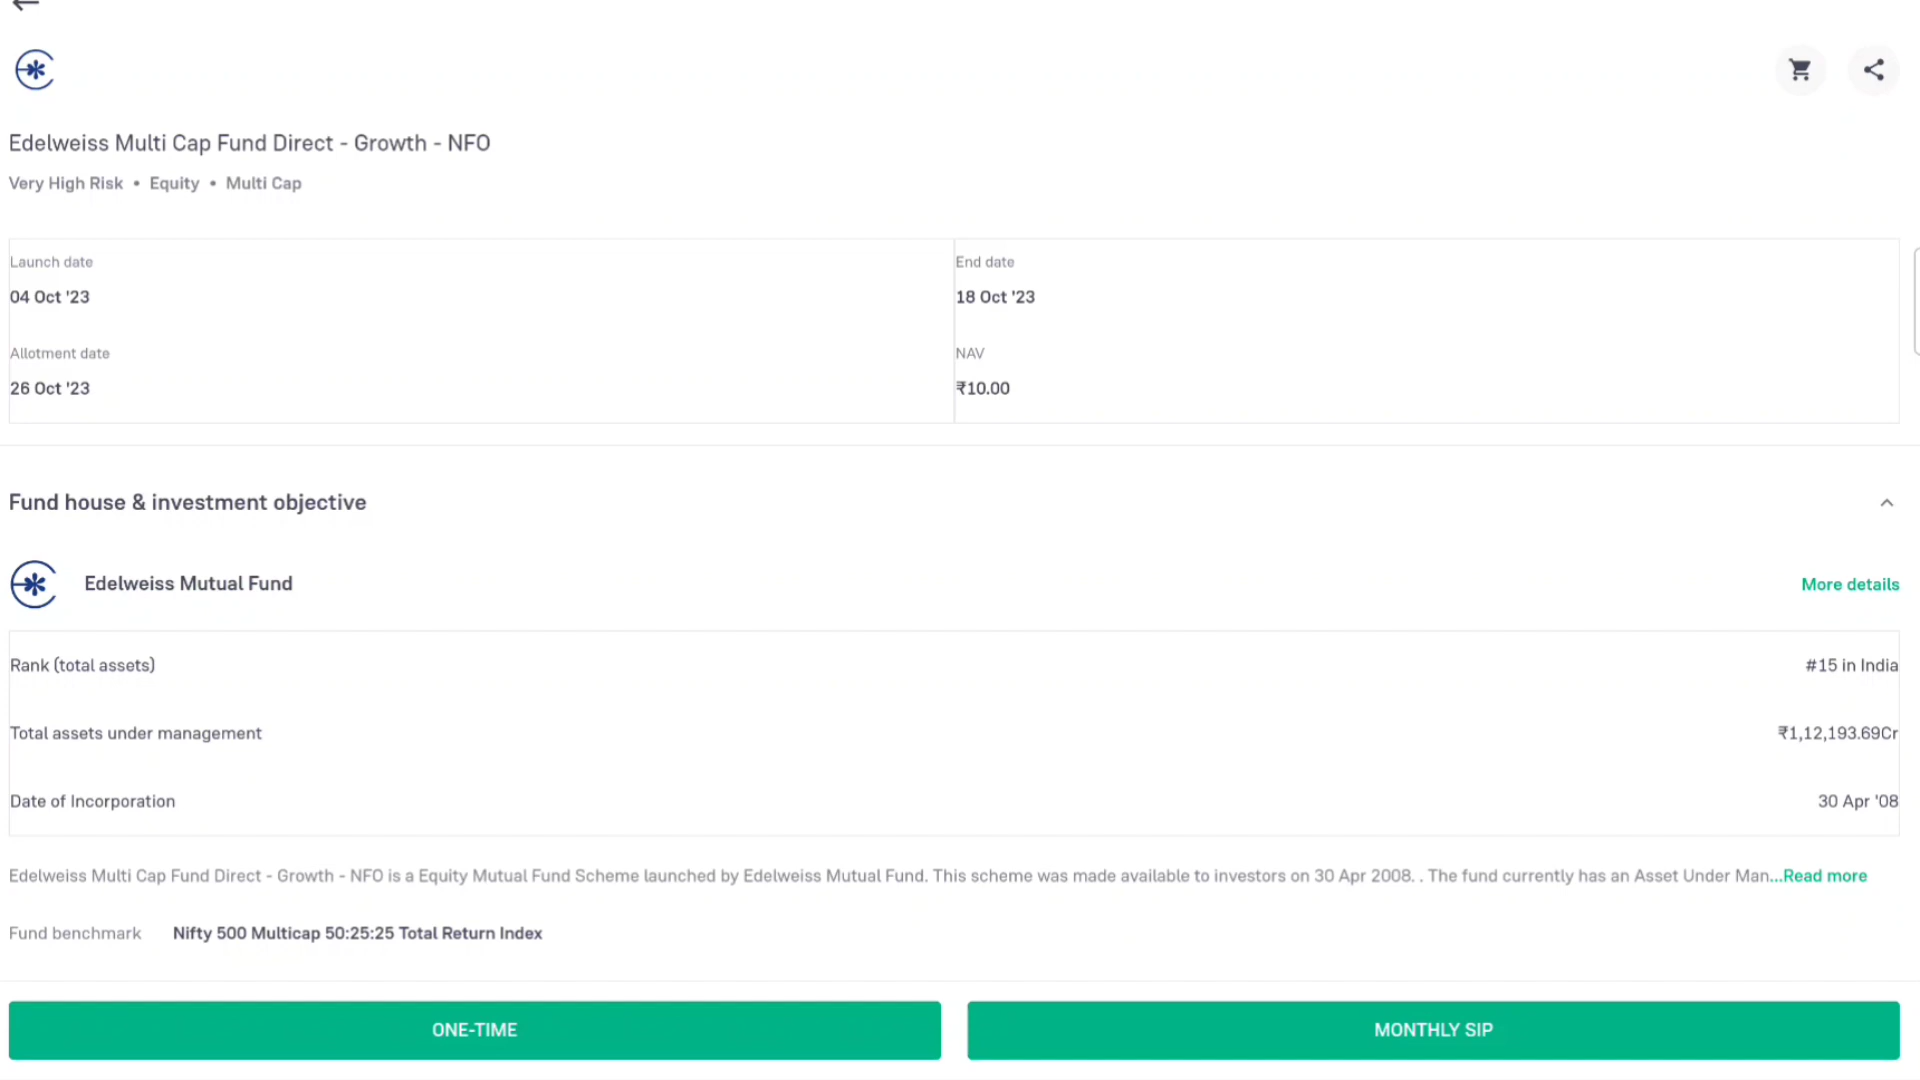 Edelweiss Multi Cap Fund Direct - Growth - NFO
Very High Risk • Equity • Multi Cap
Launch date
04 Oct '23
End date
18 Oct '23
Allotment date
26 Oct '23
NAV
₹10.00
Fund house & investment objective
Edelweiss Mutual Fund
More details
Rank (total assets)
#15 in India
Total assets under management
₹1,12,193.69Cr
Date of Incorporation
30 Apr '08
Edelweiss Multi Cap Fund Direct - Growth - NFO is a Equity Mutual Fund Scheme launched by Edelweiss Mutual Fund. This scheme was made available to investors on 30 Apr 2008. . The fund currently has an Asset Under Man...Read more
Fund benchmark Nifty 500 Multicap 50:25:25 Total Return Index
ONE-TIME
MONTHLY SIP